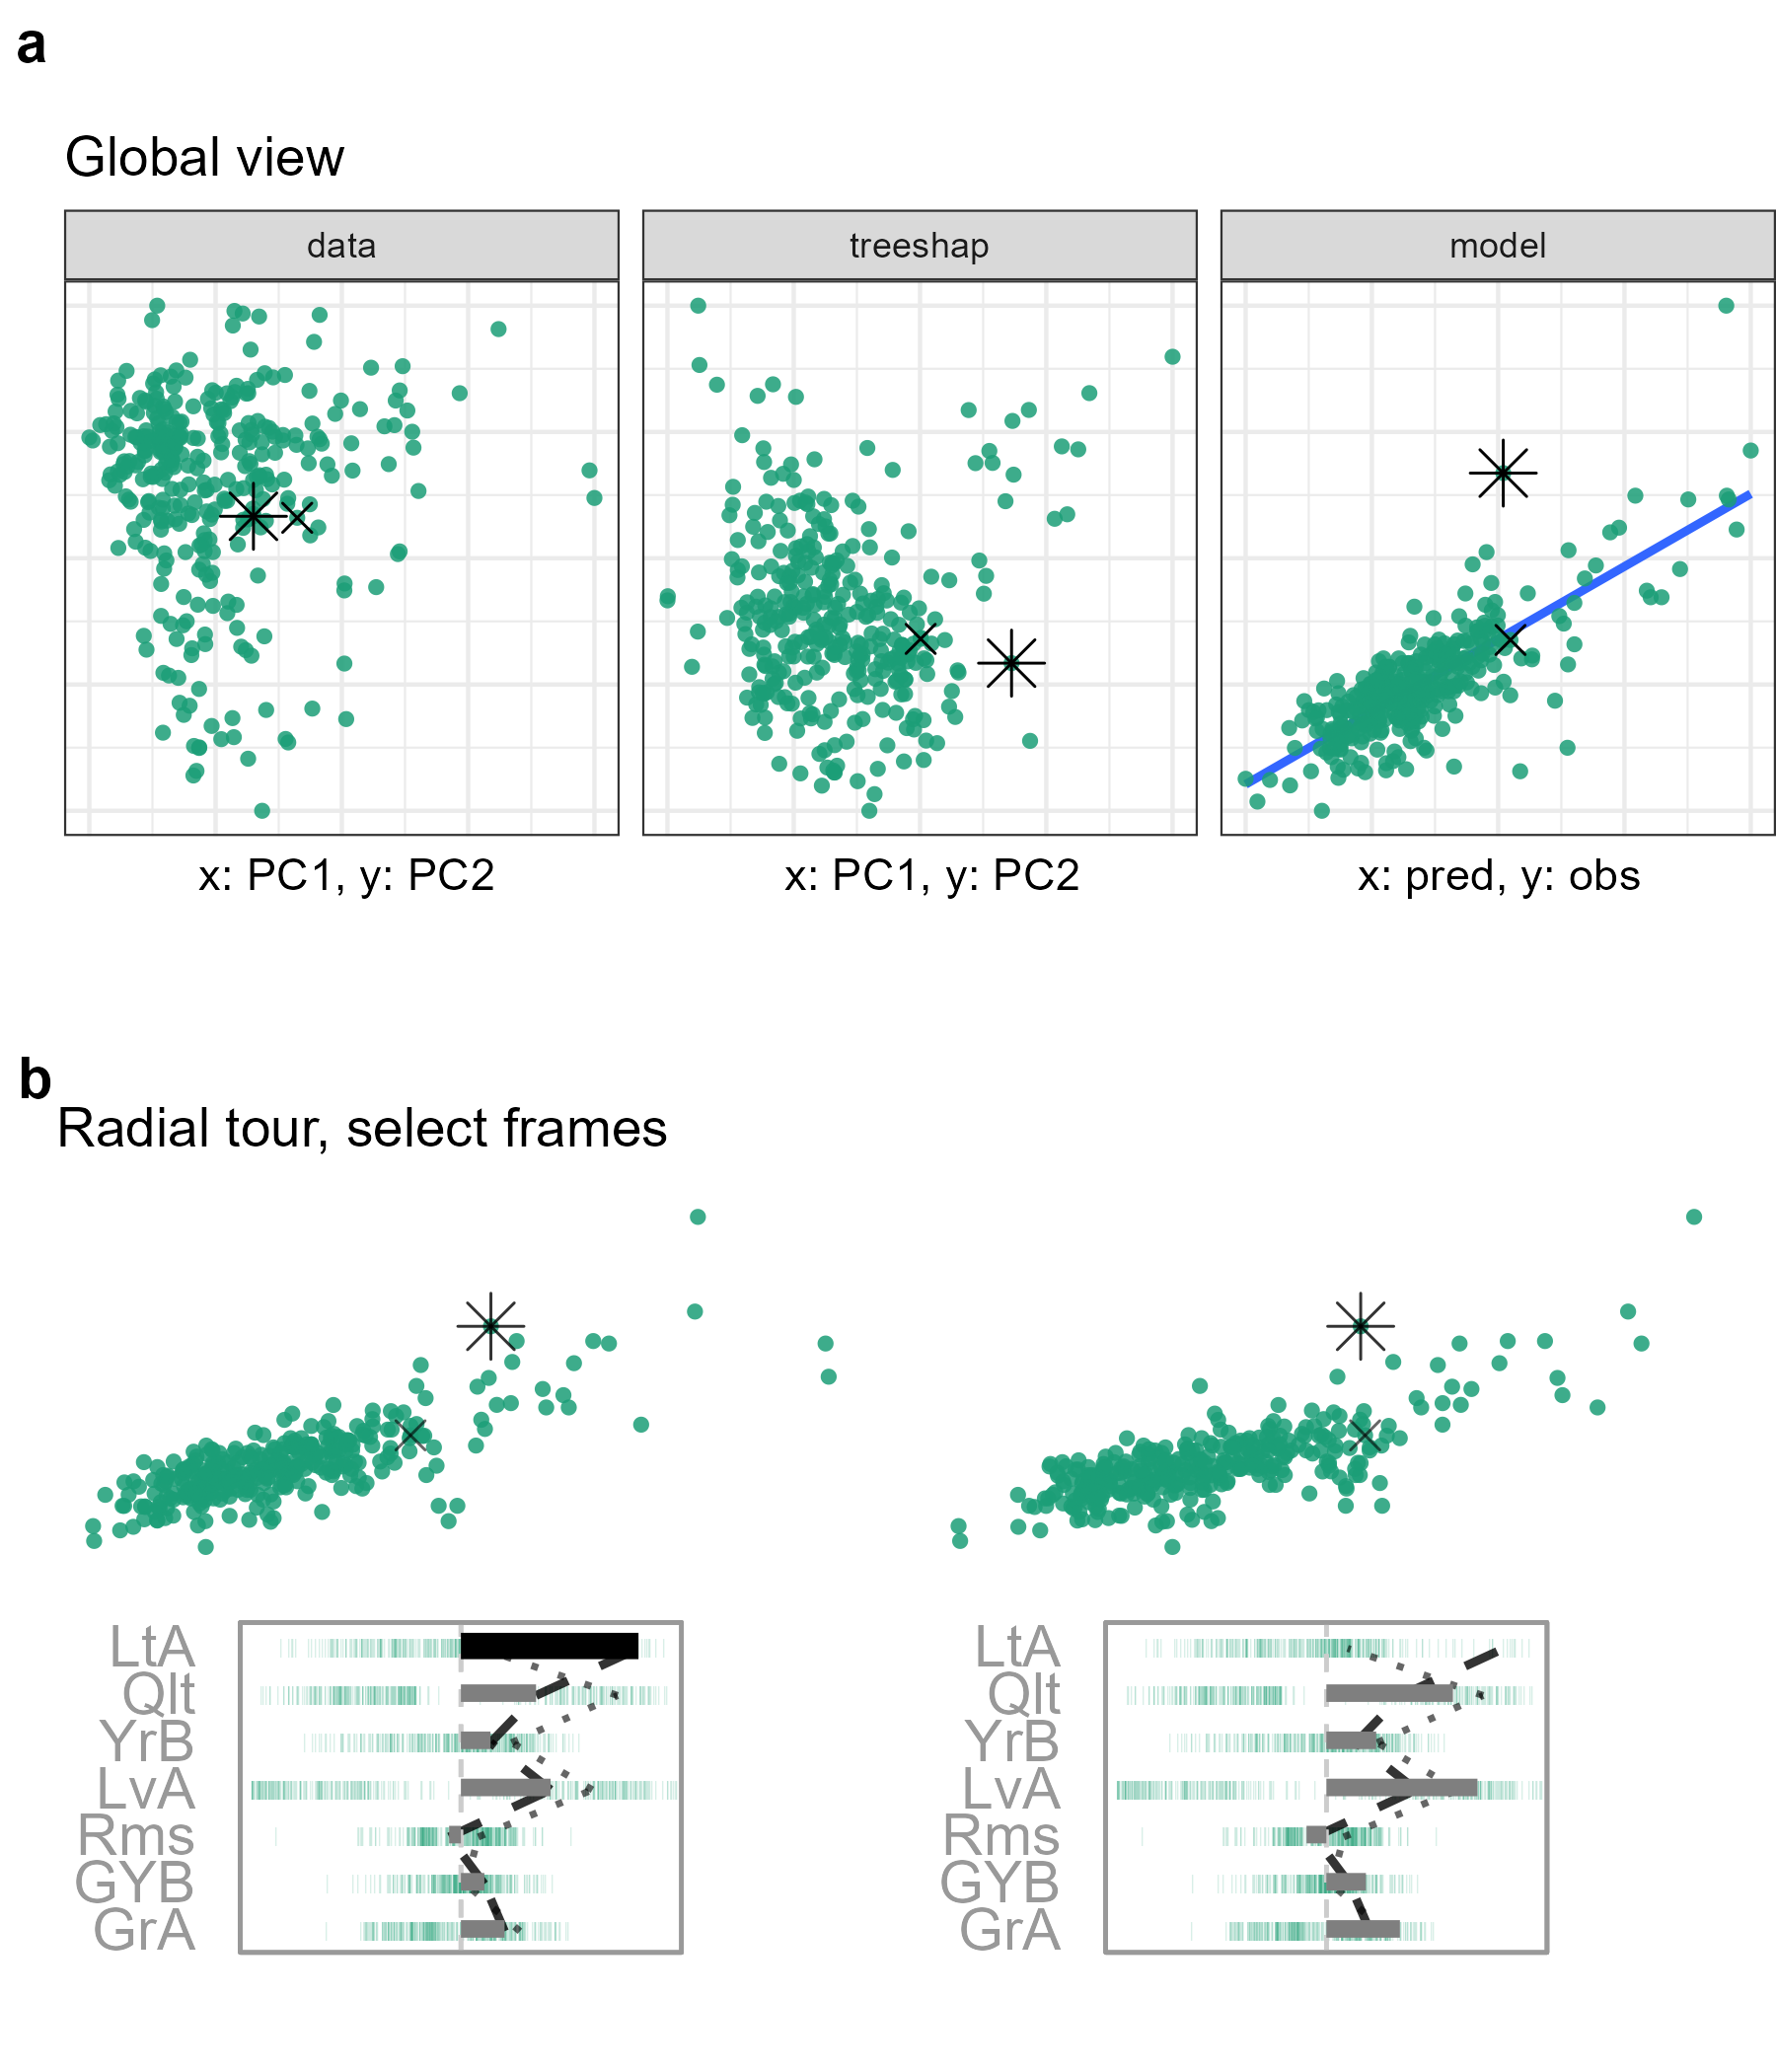 a
Global view
data
treeshap
model
x: PC1, y: PC2
x: PC1, y: PC2
x: pred, y: obs
b
Radial tour, select frames
LtA
Qlt
YrB
LvA
Rms
GYB
GrA
LtA
Qlt
YrB
LvA
Rms
GYB
GrA